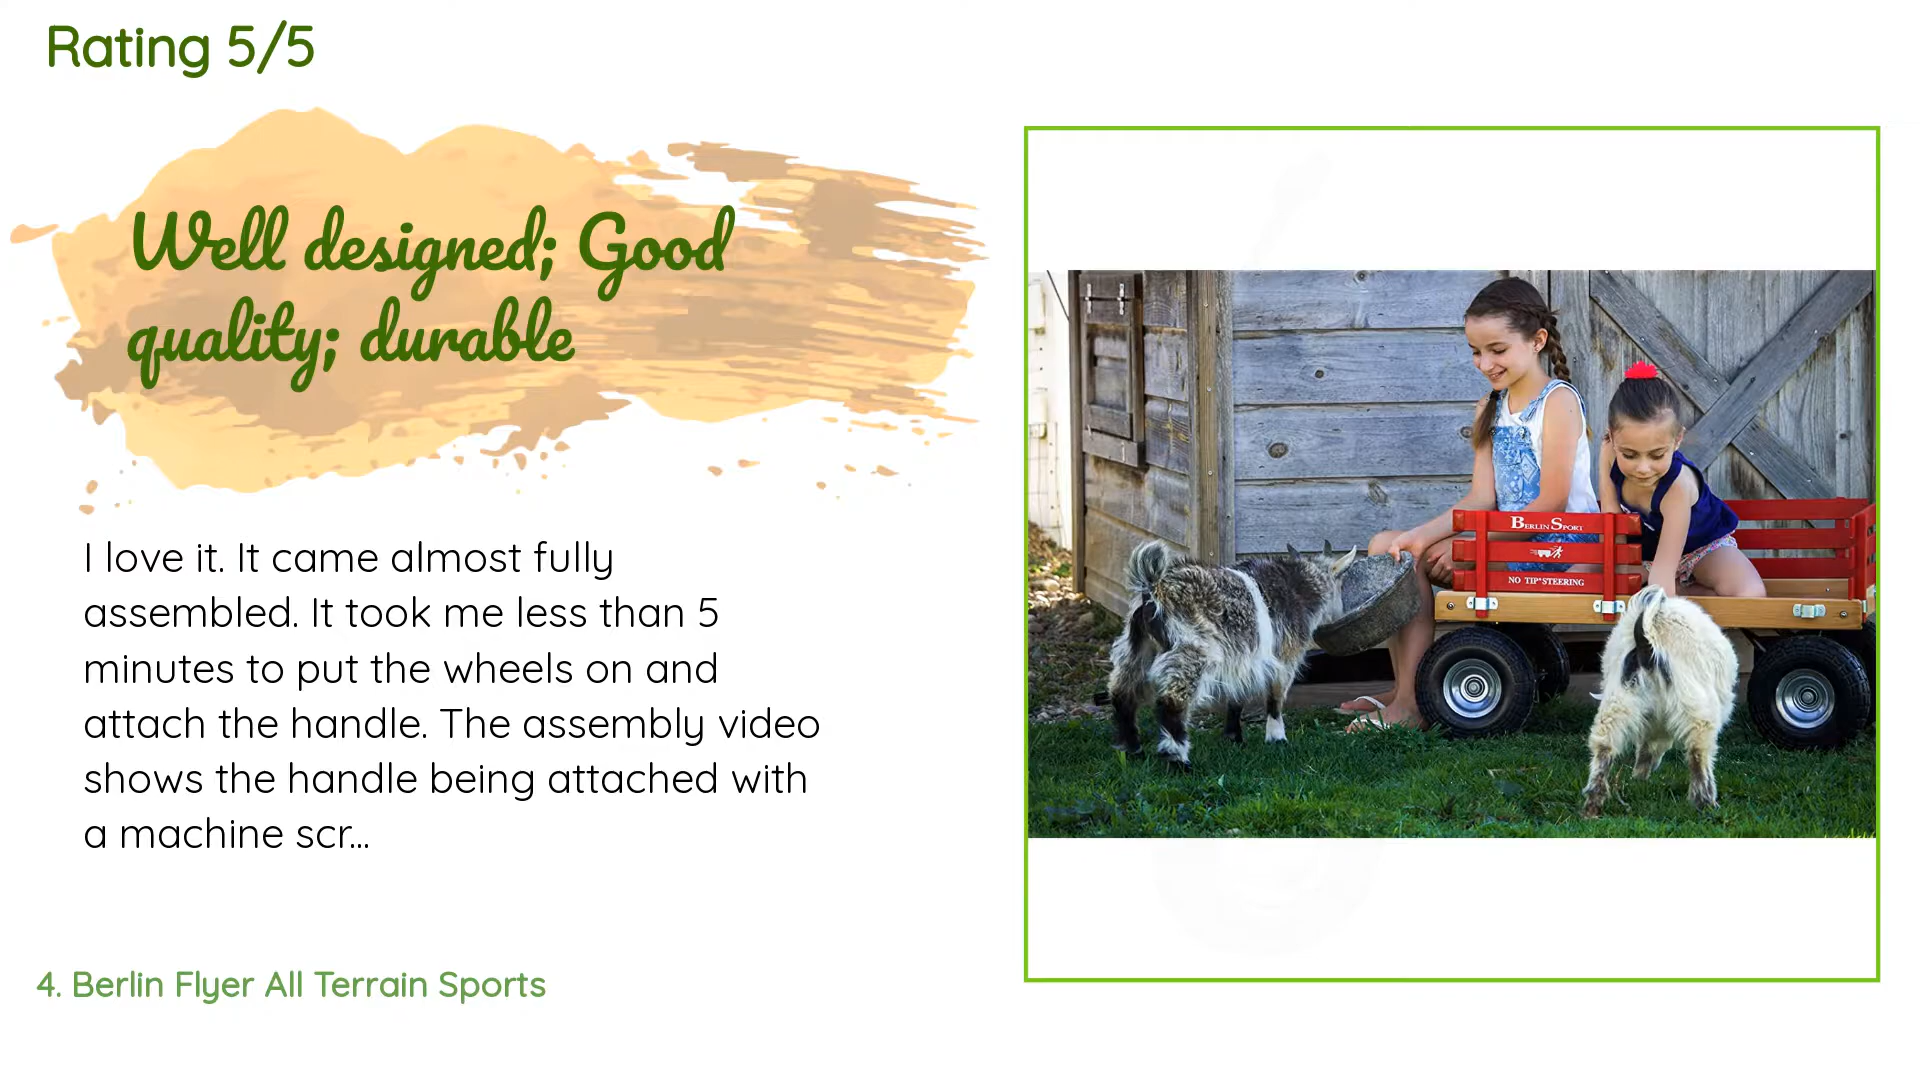 Rating 5/5
Well designed; Good
quality; durable
I love it. It came almost fully
assembled. It took me less than 5
minutes to put the wheels on and
attach the handle. The assembly video
shows the handle being attached with
a machine scr...
4. Berlin Flyer All Terrain Sports
BERLIN SPORT
NO TIP® STEERING